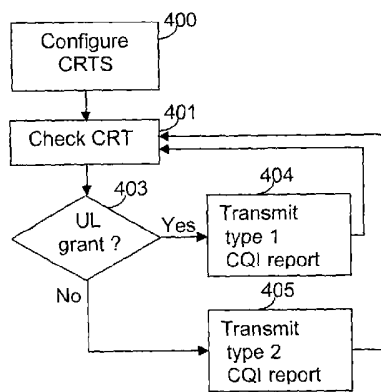 400
Configure
CRTS
401
Check CRT
403
UL
grant ?
Yes
No
404
Transmit
type 1
CQI report
405
Transmit
type 2
CQI report